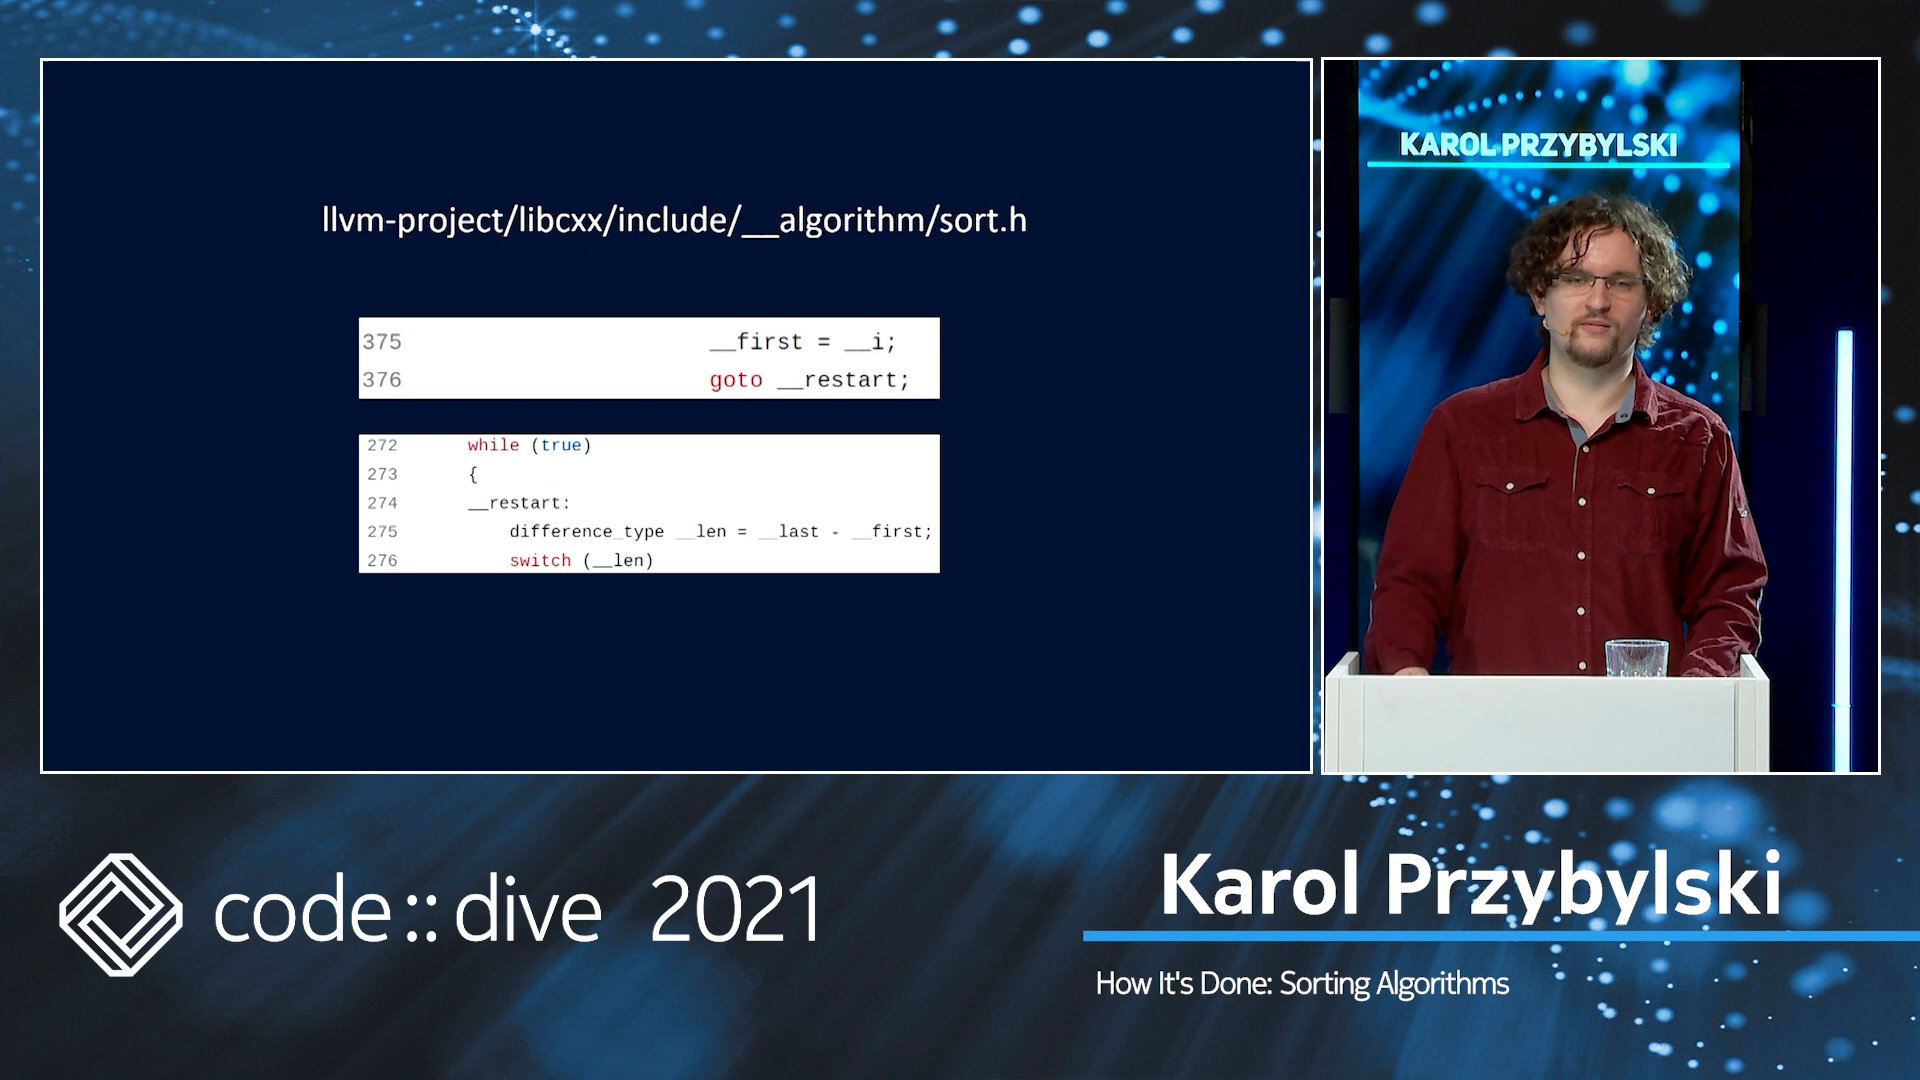 llvm-project/libcxx/include/__algorithm/sort.h
375 __first = __i;
376 goto __restart;
272 while (true)
273 {
274 __restart:
275 difference_type __len = __last - __first;
276 switch (__len)
KAROL PRZYBYLSKI
code::dive 2021
Karol Przybylski
How It's Done: Sorting Algorithms